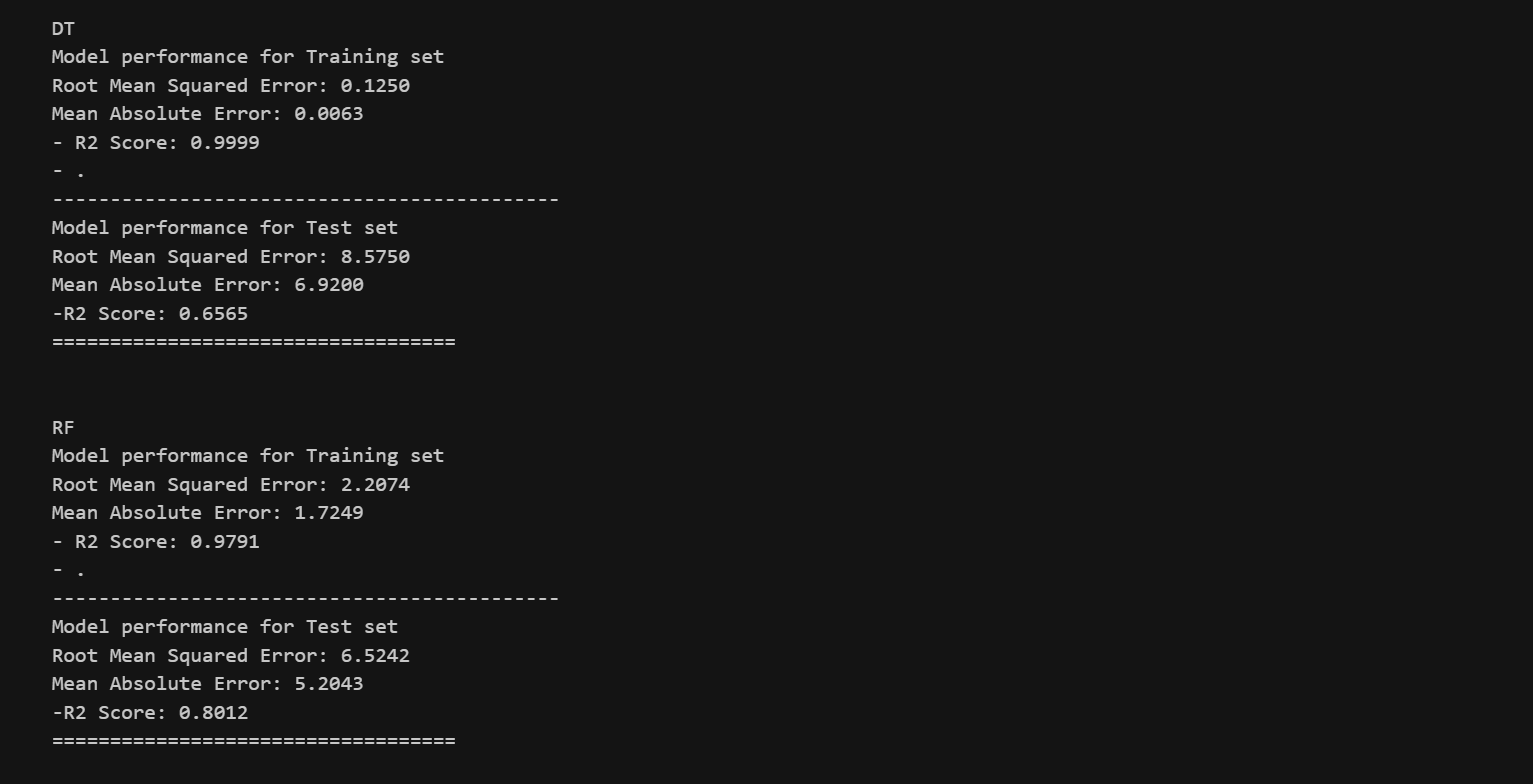 DT
Model performance for Training set
Root Mean Squared Error: 0.1250
Mean Absolute Error: 0.0063
- R2 Score: 0.9999
- .
--------------------------------------------
Model performance for Test set
Root Mean Squared Error: 8.5750
Mean Absolute Error: 6.9200
-R2 Score: 0.6565
===================================
RF
Model performance for Training set
Root Mean Squared Error: 2.2074
Mean Absolute Error: 1.7249
- R2 Score: 0.9791
- .
--------------------------------------------
Model performance for Test set
Root Mean Squared Error: 6.5242
Mean Absolute Error: 5.2043
-R2 Score: 0.8012
===================================